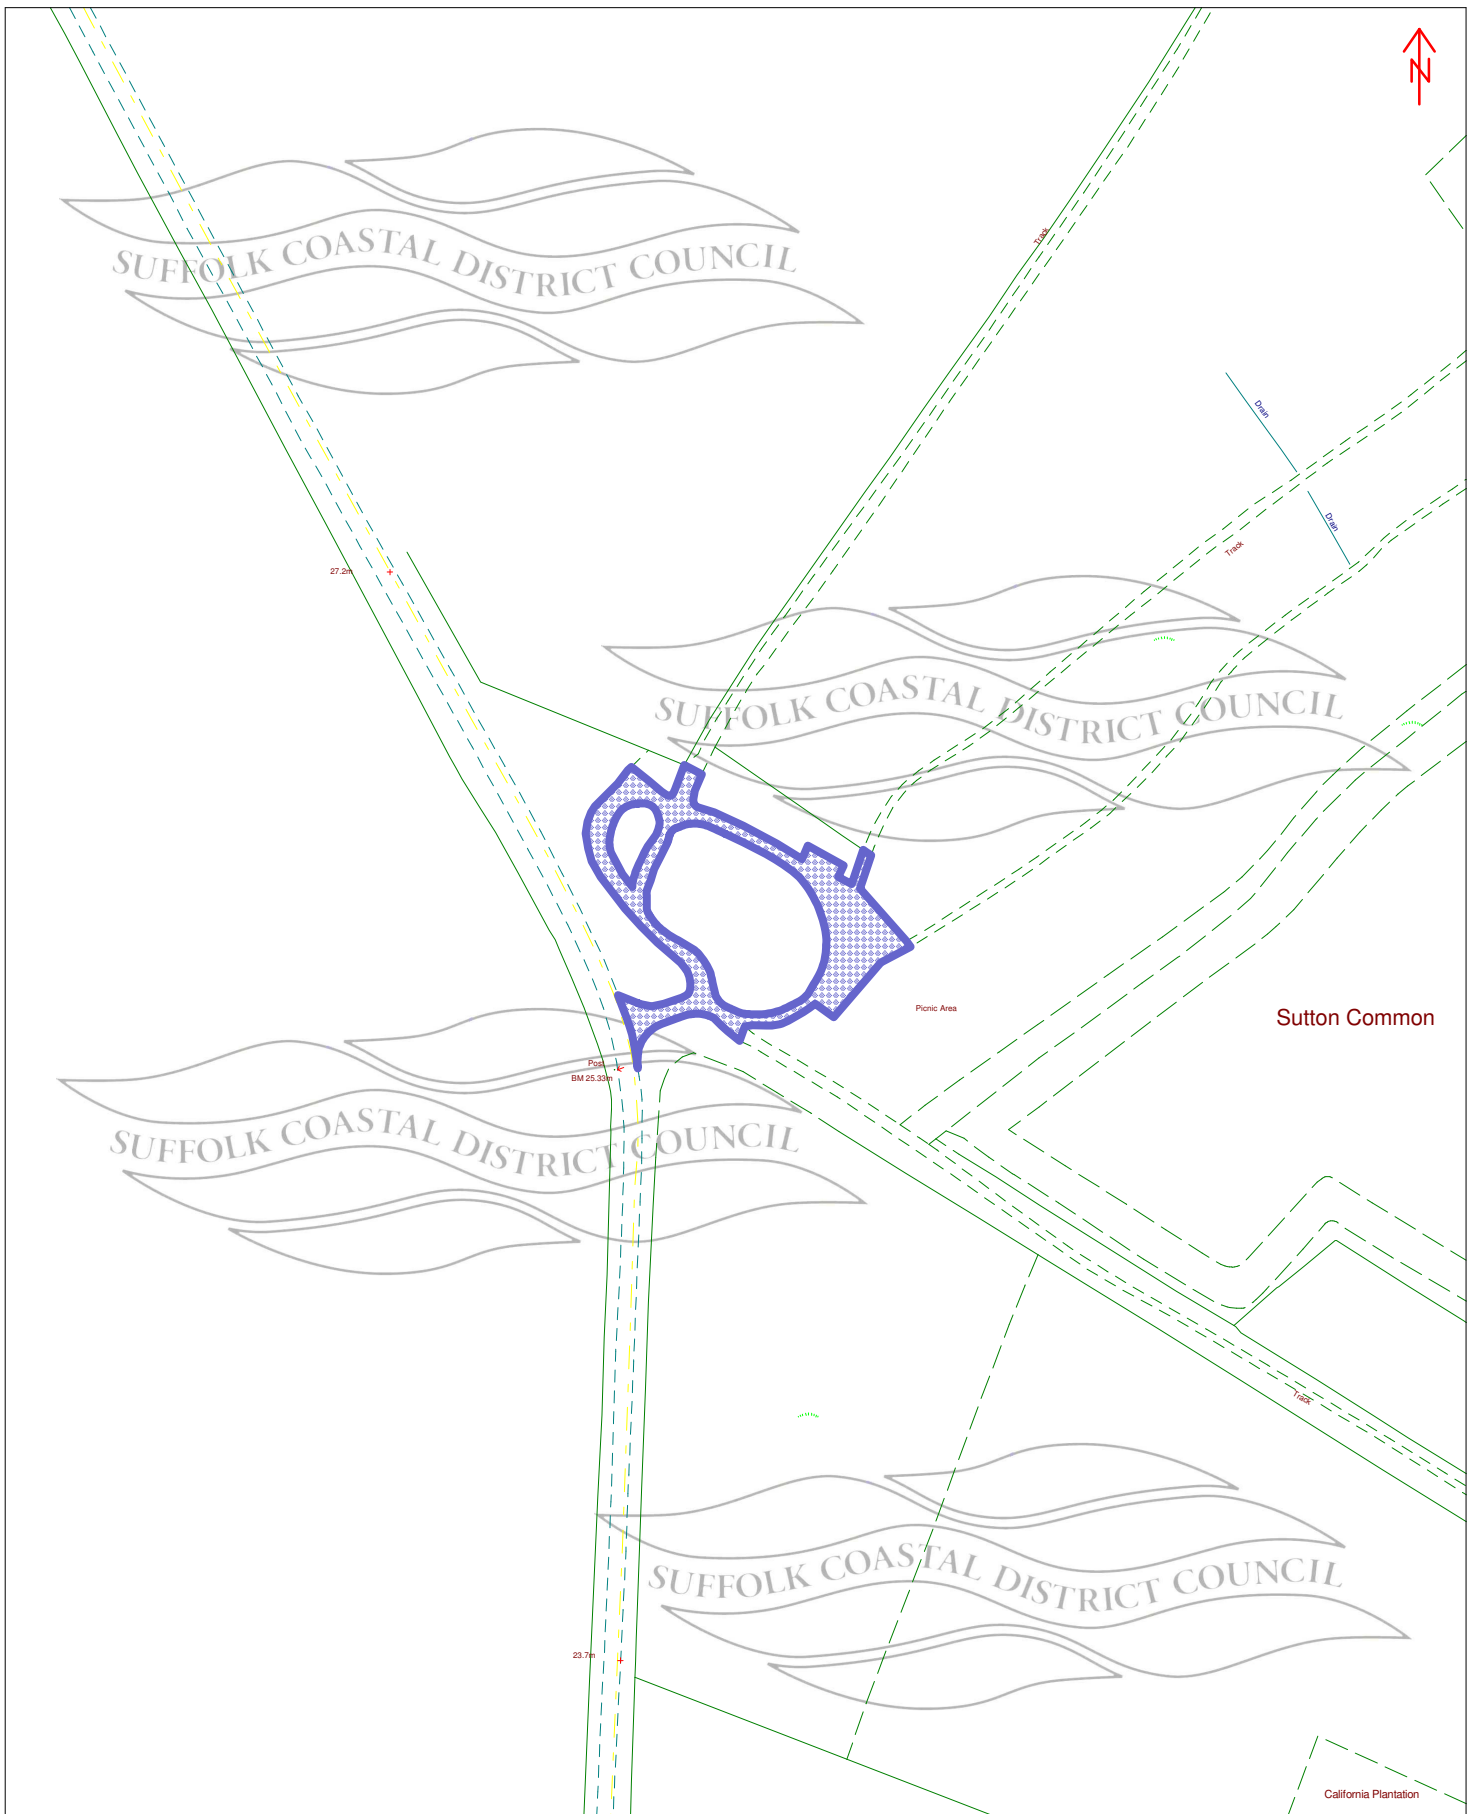 N
SUFFOLK COASTAL DISTRICT COUNCIL
Track
Drain
Drain
Track
27.2m
SUFFOLK COASTAL DISTRICT COUNCIL
Picnic Area
Sutton Common
Post
BM 25.33m
SUFFOLK COASTAL DISTRICT COUNCIL
Track
SUFFOLK COASTAL DISTRICT COUNCIL
23.7m
California Plantation